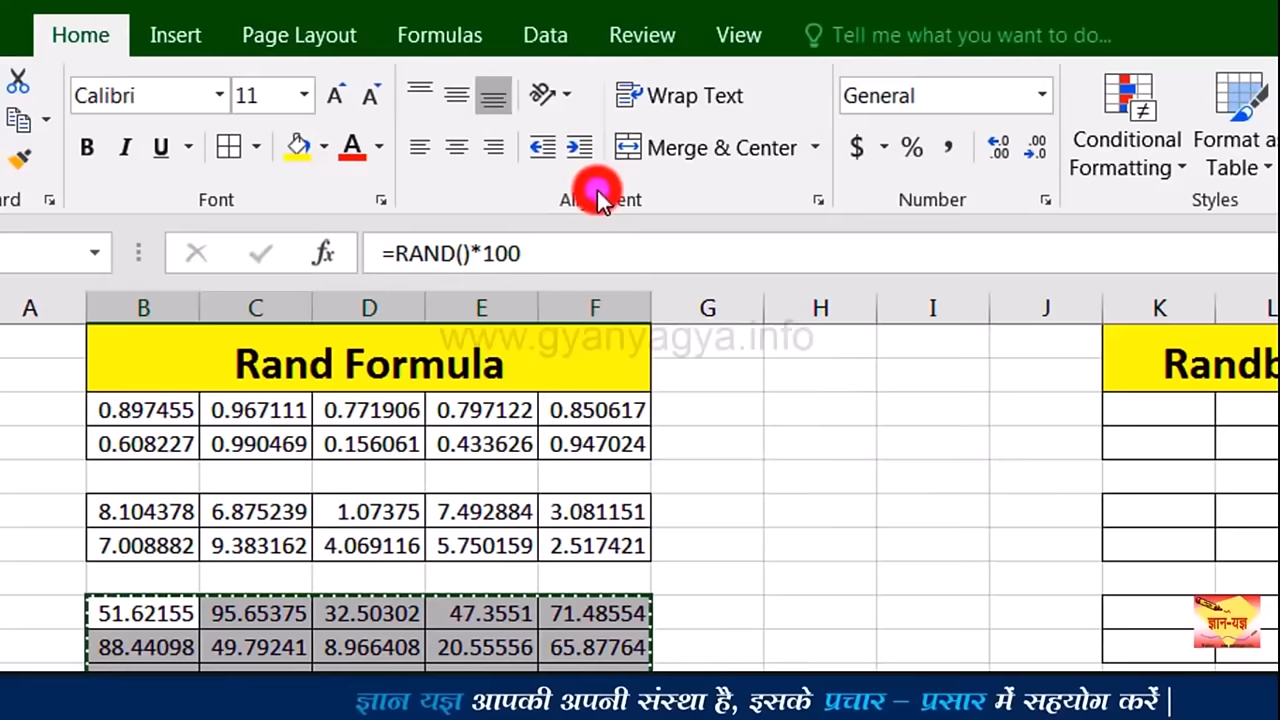 Home Insert Page Layout Formulas Data Review View Tell me what you want to do...
Calibri 11 Wrap Text General
B I U Merge & Center $ % , Conditional Formatting Format as Table
Font Number Styles
fx =RAND()*100
A B C D E F G H I J K L
www.gyanyagya.info
Rand Formula
0.897455 0.967111 0.771906 0.797122 0.850617
0.608227 0.990469 0.156061 0.433626 0.947024
8.104378 6.875239 1.07375 7.492884 3.081151
7.008882 9.383162 4.069116 5.750159 2.517421
51.62155 95.65375 32.50302 47.3551 71.48554
88.44098 49.79241 8.966408 20.55556 65.87764
ज्ञान-यज्ञ
ज्ञान यज्ञ आपकी अपनी संस्था है, इसके प्रचार – प्रसार में सहयोग करें |